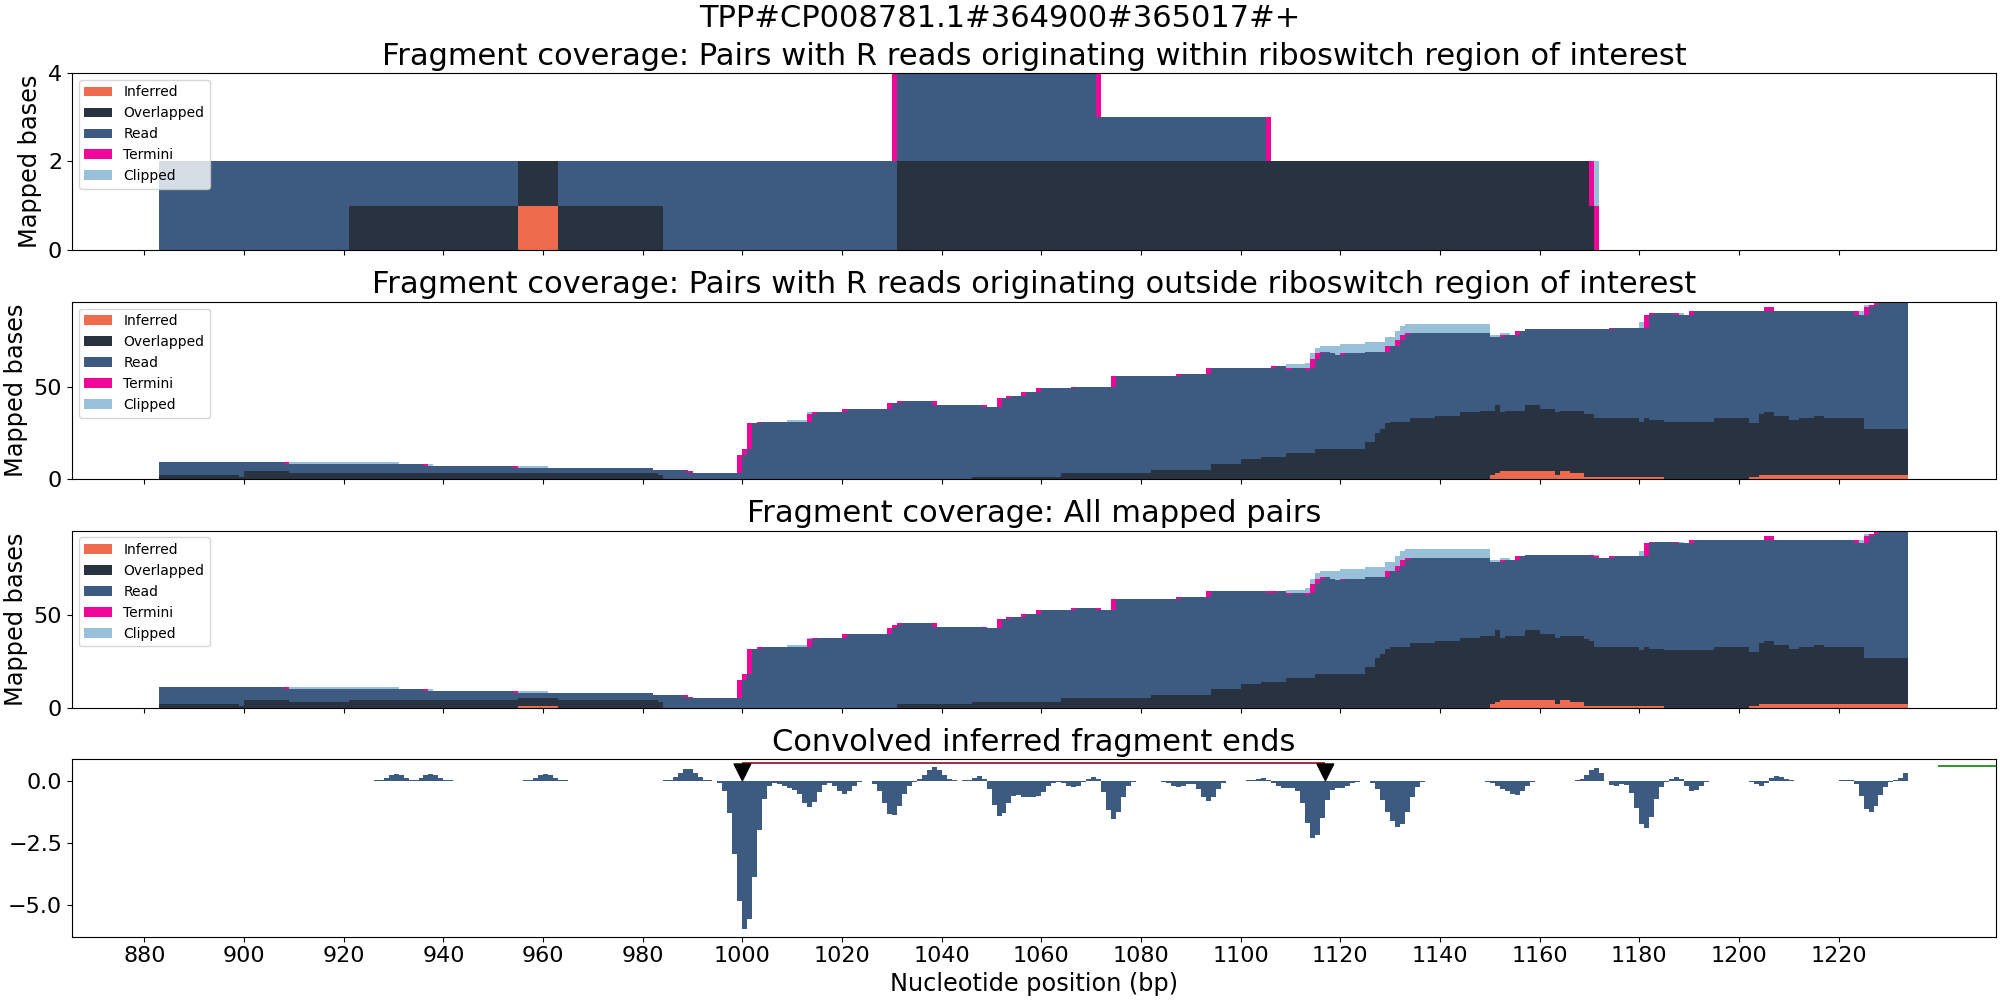 TPP#CP008781.1#364900#365017#+
Fragment coverage: Pairs with R reads originating within riboswitch region of interest
Mapped bases
4
2
0
Inferred
Overlapped
Read
Termini
Clipped
Fragment coverage: Pairs with R reads originating outside riboswitch region of interest
Mapped bases
50
0
Inferred
Overlapped
Read
Termini
Clipped
Fragment coverage: All mapped pairs
Mapped bases
50
0
Inferred
Overlapped
Read
Termini
Clipped
Convolved inferred fragment ends
0.0
−2.5
−5.0
880 900 920 940 960 980 1000 1020 1040 1060 1080 1100 1120 1140 1160 1180 1200 1220
Nucleotide position (bp)